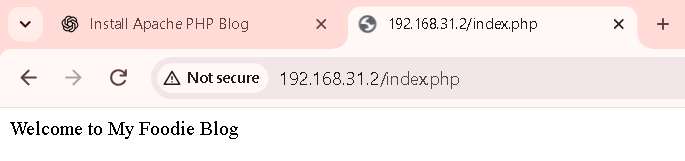 Install Apache PHP Blog
192.168.31.2/index.php
Not secure
192.168.31.2/index.php
Welcome to My Foodie Blog